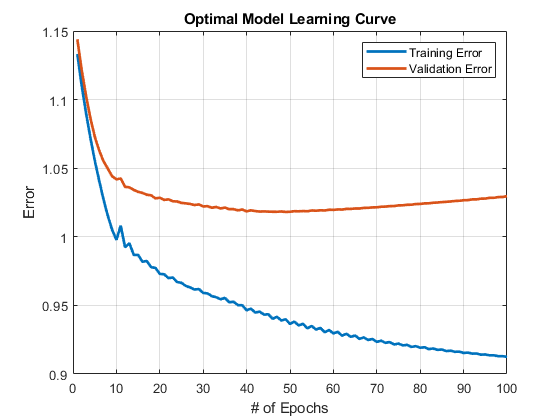 Optimal Model Learning Curve
Training Error
Validation Error
1.15
1.1
1.05
1
0.95
0.9
Error
0 10 20 30 40 50 60 70 80 90 100
# of Epochs